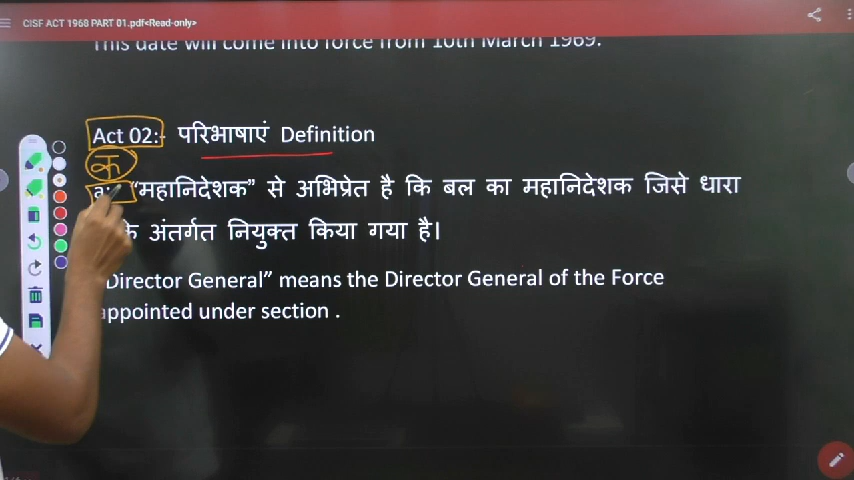 CISF ACT 1968 PART 01.pdf<Read-only>
This date will come into force from 10th March 1969.
Act 02:- परिभाषाएं Definition
क
a: "महानिदेशक" से अभिप्रेत है कि बल का महानिदेशक जिसे धारा
के अंतर्गत नियुक्त किया गया है।
Director General" means the Director General of the Force
appointed under section .